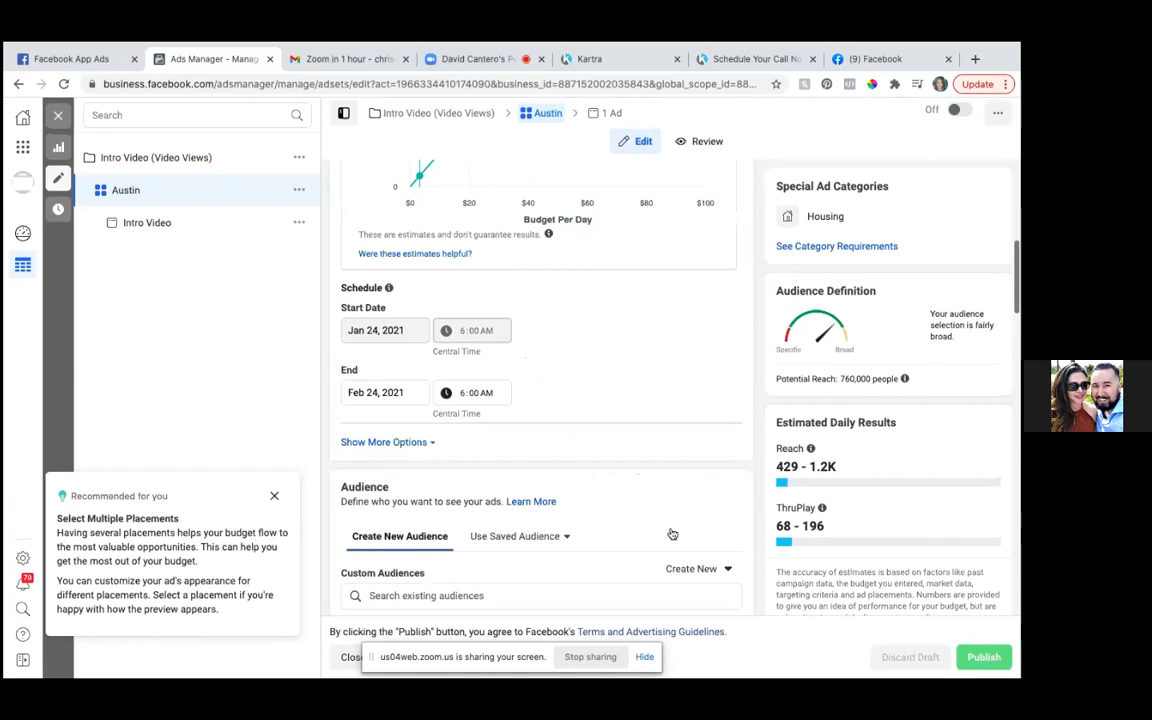 Facebook App Ads
Ads Manager - Manag
Zoom in 1 hour - chris
David Cantero's P
Kartra
Schedule Your Call No
(9) Facebook
business.facebook.com/adsmanager/manage/adsets/edit?act=1966334410174090&business_id=887152002035843&global_scope_id=88...
Update
Search
Intro Video (Video Views)
Austin
1 Ad
Off
Edit
Review
Intro Video (Video Views)
Austin
Intro Video
0
$0
$20
$40
$60
$80
$100
Budget Per Day
These are estimates and don't guarantee results.
Were these estimates helpful?
Schedule
Start Date
Jan 24, 2021
6:00 AM
Central Time
End
Feb 24, 2021
6:00 AM
Central Time
Show More Options
Audience
Define who you want to see your ads. Learn More
Create New Audience
Use Saved Audience
Custom Audiences
Create New
Search existing audiences
By clicking the "Publish" button, you agree to Facebook's Terms and Advertising Guidelines.
Clos
us04web.zoom.us is sharing your screen.
Stop sharing
Hide
Discard Draft
Publish
Special Ad Categories
Housing
See Category Requirements
Audience Definition
Specific
Broad
Your audience
selection is fairly
broad.
Potential Reach: 760,000 people
Estimated Daily Results
Reach
429 - 1.2K
ThruPlay
68 - 196
The accuracy of estimates is based on factors like past
campaign data, the budget you entered, market data,
targeting criteria and ad placements. Numbers are
provided to give you an idea of performance for your budget, but are
Recommended for you
Select Multiple Placements
Having several placements helps your budget flow to
the most valuable opportunities. This can help you
get the most out of your budget.
You can customize your ad's appearance for
different placements. Select a placement if you're
happy with how the preview appears.
70